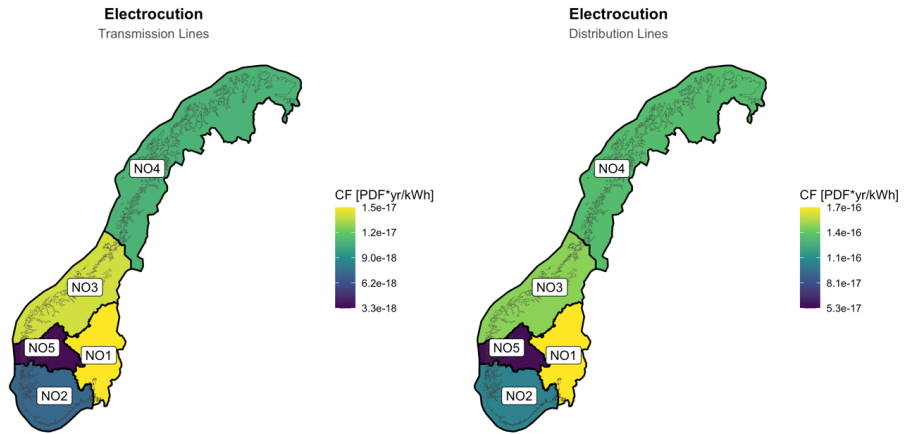 Electrocution
Transmission Lines
NO4
NO3
NO5
NO1
NO2
CF [PDF*yr/kWh]
1.5e-17
1.2e-17
9.0e-18
6.2e-18
3.3e-18
Electrocution
Distribution Lines
NO4
NO3
NO5
NO1
NO2
CF [PDF*yr/kWh]
1.7e-16
1.4e-16
1.1e-16
8.1e-17
5.3e-17